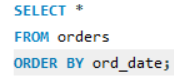 SELECT *
FROM orders
ORDER BY ord_date;